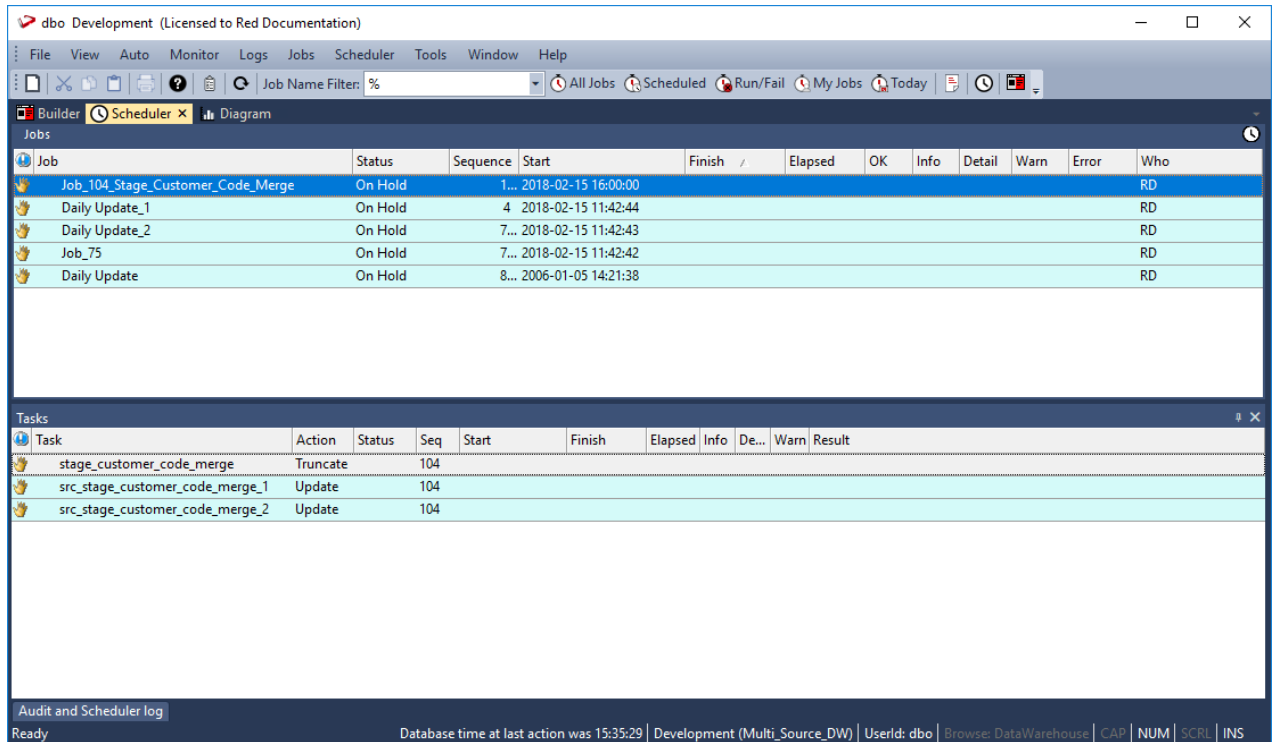 dbo Development (Licensed to Red Documentation)
File View Auto Monitor Logs Jobs Scheduler Tools Window Help
Job Name Filter: % All Jobs Scheduled Run/Fail My Jobs Today
Builder Scheduler Diagram
Jobs
Job Status Sequence Start Finish Elapsed OK Info Detail Warn Error Who
Job_104_Stage_Customer_Code_Merge On Hold 1... 2018-02-15 16:00:00 RD
Daily Update_1 On Hold 4 2018-02-15 11:42:44 RD
Daily Update_2 On Hold 7... 2018-02-15 11:42:43 RD
Job_75 On Hold 7... 2018-02-15 11:42:42 RD
Daily Update On Hold 8... 2006-01-05 14:21:38 RD
Tasks
Task Action Status Seq Start Finish Elapsed Info De... Warn Result
stage_customer_code_merge Truncate 104
src_stage_customer_code_merge_1 Update 104
src_stage_customer_code_merge_2 Update 104
Audit and Scheduler log
Ready Database time at last action was 15:35:29 Development (Multi_Source_DW) UserId: dbo Browse: DataWarehouse CAP NUM SCRL INS